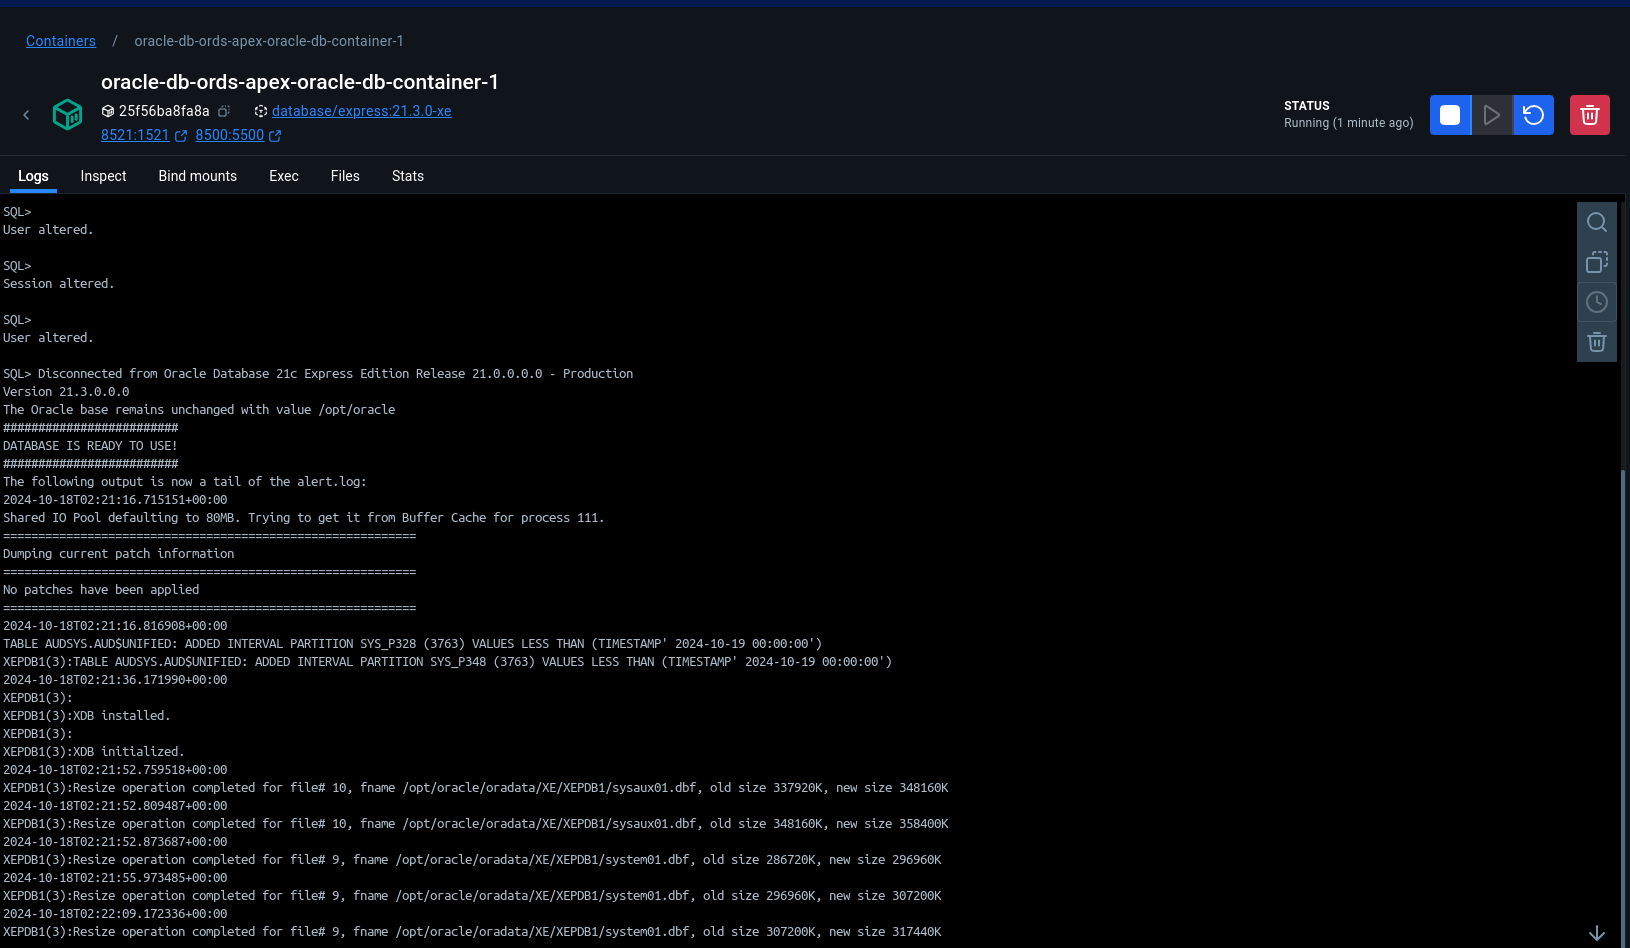 Containers / oracle-db-ords-apex-oracle-db-container-1
oracle-db-ords-apex-oracle-db-container-1
25f56ba8fa8a database/express:21.3.0-xe
8521:1521 8500:5500
STATUS
Running (1 minute ago)
Logs Inspect Bind mounts Exec Files Stats
SQL>
User altered.
SQL>
Session altered.
SQL>
User altered.
SQL> Disconnected from Oracle Database 21c Express Edition Release 21.0.0.0.0 - Production
Version 21.3.0.0.0
The Oracle base remains unchanged with value /opt/oracle
#########################
DATABASE IS READY TO USE!
#########################
The following output is now a tail of the alert.log:
2024-10-18T02:21:16.715151+00:00
Shared IO Pool defaulting to 80MB. Trying to get it from Buffer Cache for process 111.
===========================================================
Dumping current patch information
===========================================================
No patches have been applied
===========================================================
2024-10-18T02:21:16.816908+00:00
TABLE AUDSYS.AUD$UNIFIED: ADDED INTERVAL PARTITION SYS_P328 (3763) VALUES LESS THAN (TIMESTAMP' 2024-10-19 00:00:00')
XEPDB1(3):TABLE AUDSYS.AUD$UNIFIED: ADDED INTERVAL PARTITION SYS_P348 (3763) VALUES LESS THAN (TIMESTAMP' 2024-10-19 00:00:00')
2024-10-18T02:21:36.171990+00:00
XEPDB1(3):
XEPDB1(3):XDB installed.
XEPDB1(3):
XEPDB1(3):XDB initialized.
2024-10-18T02:21:52.759518+00:00
XEPDB1(3):Resize operation completed for file# 10, fname /opt/oracle/oradata/XE/XEPDB1/sysaux01.dbf, old size 337920K, new size 348160K
2024-10-18T02:21:52.809487+00:00
XEPDB1(3):Resize operation completed for file# 10, fname /opt/oracle/oradata/XE/XEPDB1/sysaux01.dbf, old size 348160K, new size 358400K
2024-10-18T02:21:52.873687+00:00
XEPDB1(3):Resize operation completed for file# 9, fname /opt/oracle/oradata/XE/XEPDB1/system01.dbf, old size 286720K, new size 296960K
2024-10-18T02:21:55.973485+00:00
XEPDB1(3):Resize operation completed for file# 9, fname /opt/oracle/oradata/XE/XEPDB1/system01.dbf, old size 296960K, new size 307200K
2024-10-18T02:22:09.172336+00:00
XEPDB1(3):Resize operation completed for file# 9, fname /opt/oracle/oradata/XE/XEPDB1/system01.dbf, old size 307200K, new size 317440K